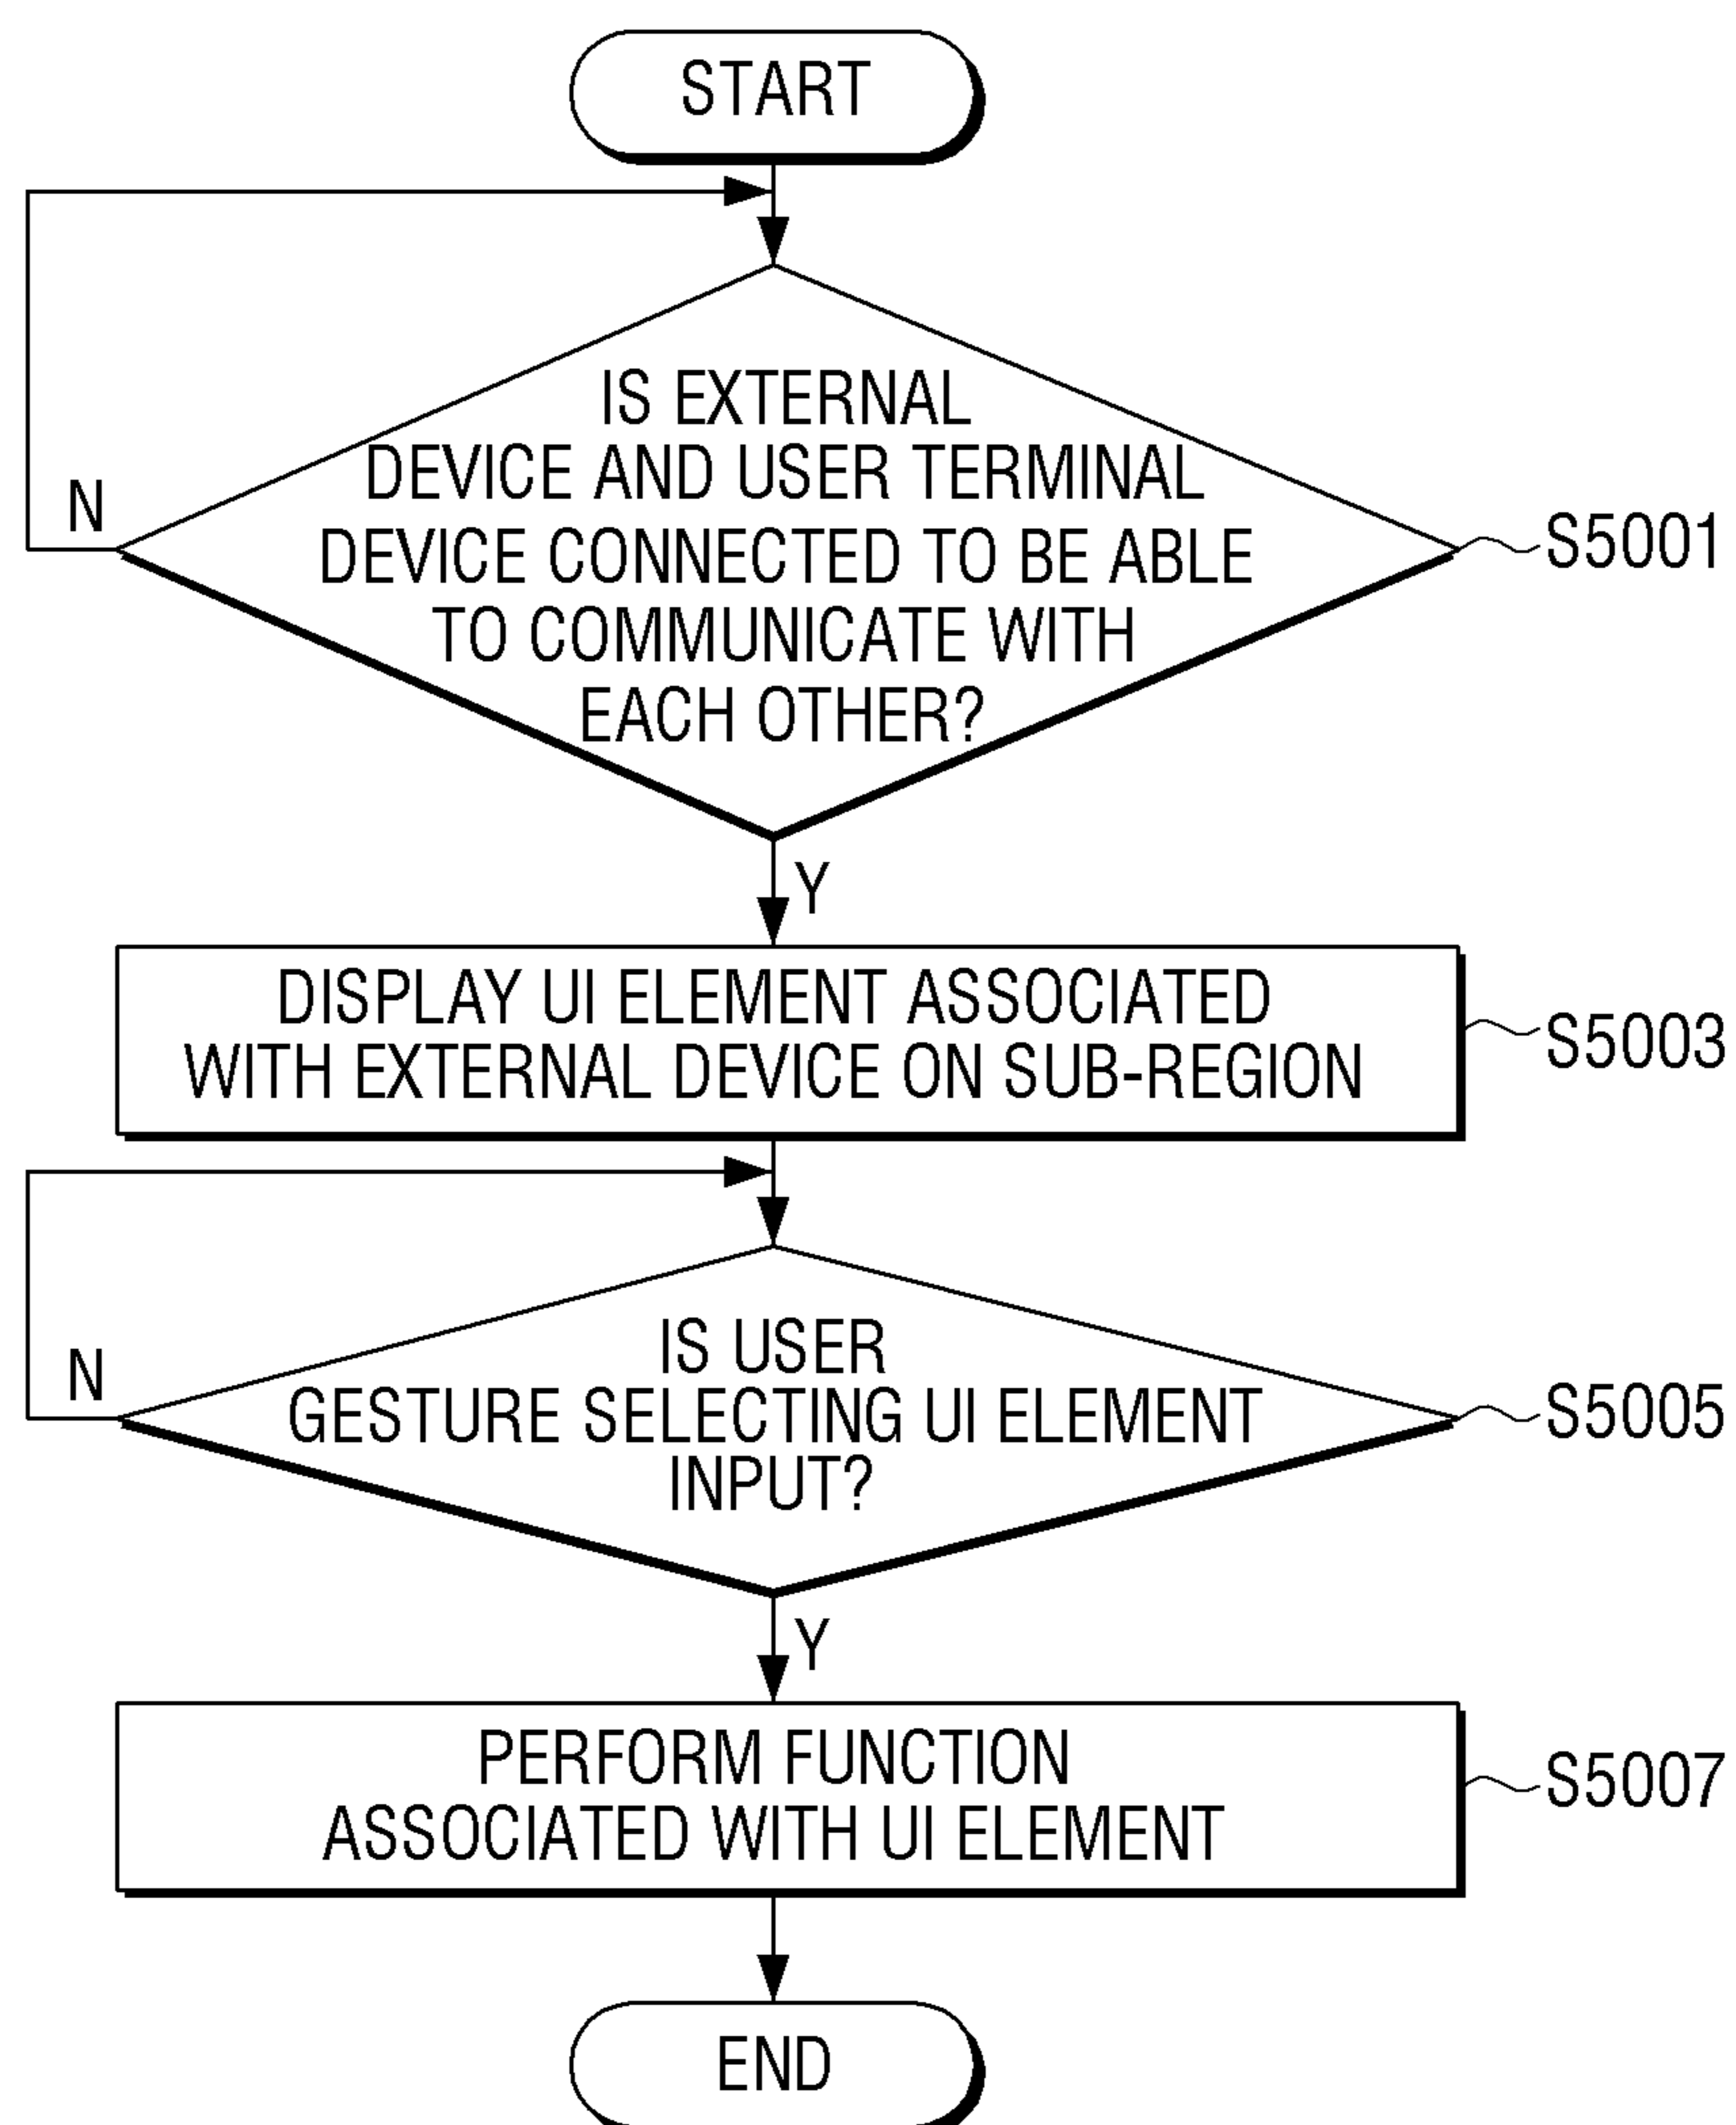 START
IS EXTERNAL
DEVICE AND USER TERMINAL
N
DEVICE CONNECTED TO BE ABLE
S5001
TO COMMUNICATE WITH
EACH OTHER?
Y
DISPLAY UI ELEMENT ASSOCIATED
WITH EXTERNAL DEVICE ON SUB-REGION
S5003
IS USER
N
GESTURE SELECTING UI ELEMENT
S5005
INPUT?
Y
PERFORM FUNCTION
ASSOCIATED WITH UI ELEMENT
S5007
END